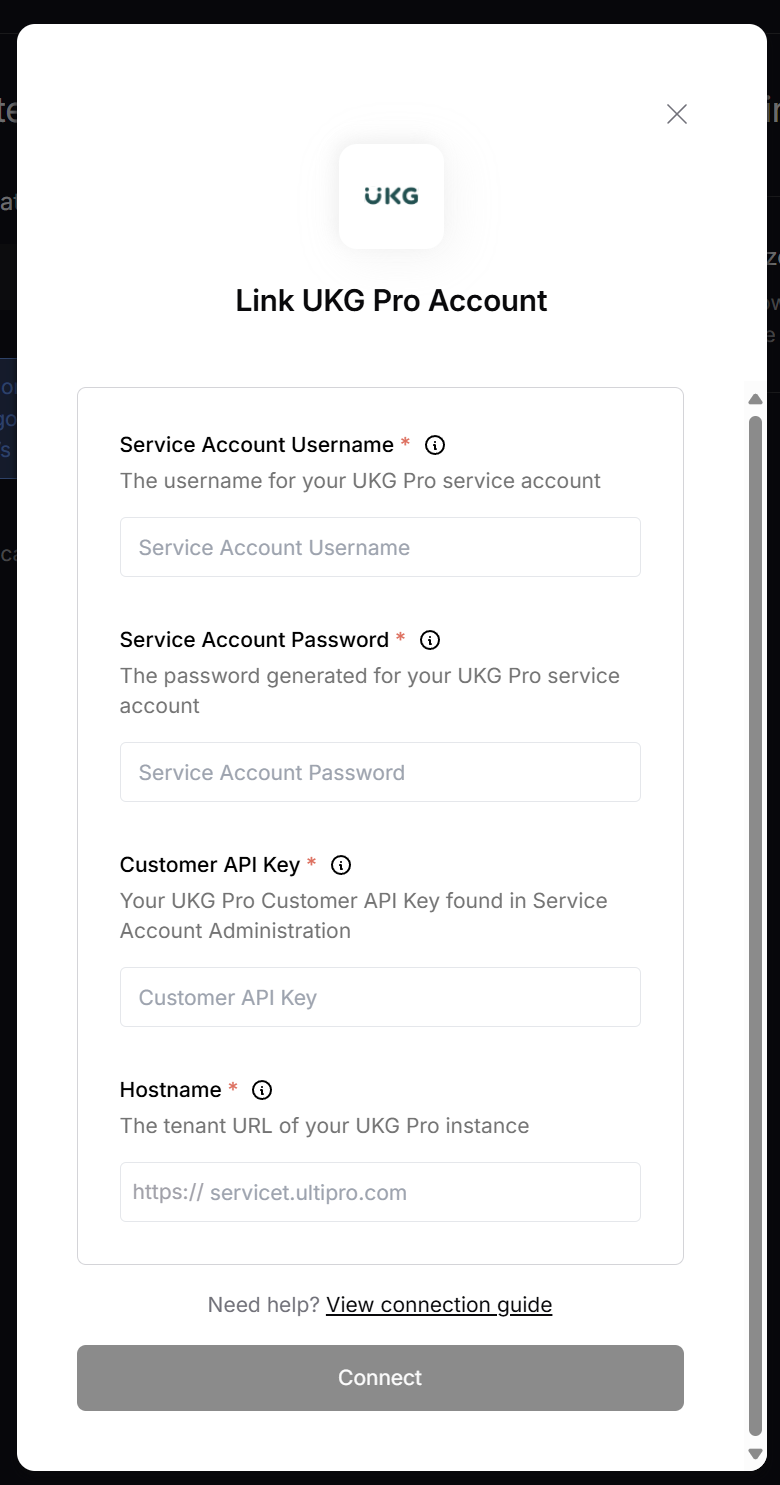 UKG
Link UKG Pro Account
Service Account Username *
The username for your UKG Pro service account
Service Account Username
Service Account Password *
The password generated for your UKG Pro service
account
Service Account Password
Customer API Key *
Your UKG Pro Customer API Key found in Service
Account Administration
Customer API Key
Hostname *
The tenant URL of your UKG Pro instance
https:// servicet.ultipro.com
Need help? View connection guide
Connect